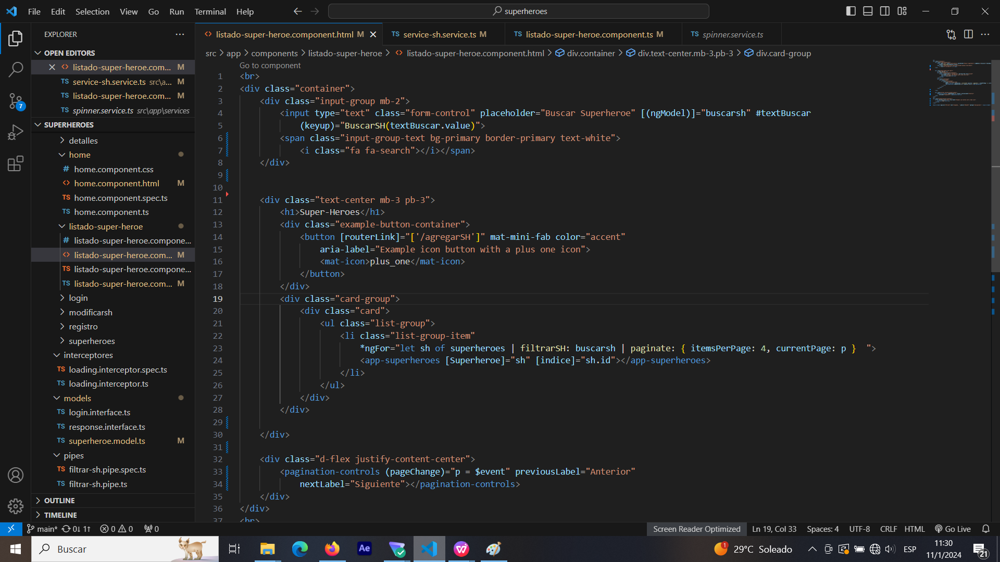 File Edit Selection View Go Run Terminal Help
superheroes
EXPLORER
OPEN EDITORS
listado-super-heroe.com... M
service-sh.service.ts src\a... M
listado-super-heroe.com... M
spinner.service.ts src\app\services
SUPERHEROES
detalles
home
home.component.css
home.component.html M
home.component.spec.ts
home.component.ts
listado-super-heroe
listado-super-heroe.compone...
listado-super-heroe.com... M
listado-super-heroe.compone...
listado-super-heroe.com... M
login
modificarsh
registro
superheroes
interceptores
loading.interceptor.spec.ts
loading.interceptor.ts
models
login.interface.ts
response.interface.ts
superheroe.model.ts M
pipes
filtrar-sh.pipe.spec.ts
filtrar-sh.pipe.ts
OUTLINE
TIMELINE
listado-super-heroe.component.html M
service-sh.service.ts M
listado-super-heroe.component.ts M
spinner.service.ts
src > app > components > listado-super-heroe > listado-super-heroe.component.html > div.container > div.text-center.mb-3.pb-3 > div.card-group
Go to component
1 <br>
2 <div class="container">
3 <div class="input-group mb-2">
4 <input type="text" class="form-control" placeholder="Buscar Superheroe" [(ngModel)]="buscarsh" #textBuscar
5 (keyup)="BuscarSH(textBuscar.value)">
6 <span class="input-group-text bg-primary border-primary text-white">
7 <i class="fa fa-search"></i></span>
8 </div>
9
10
11 <div class="text-center mb-3 pb-3">
12 <h1>Super-Heroes</h1>
13 <div class="example-button-container">
14 <button [routerLink]="['/agregarSH']" mat-mini-fab color="accent"
15 aria-label="Example icon button with a plus one icon">
16 <mat-icon>plus_one</mat-icon>
17 </button>
18 </div>
19 <div class="card-group">
20 <div class="card">
21 <ul class="list-group">
22 <li class="list-group-item"
23 *ngFor="let sh of superheroes | filtrarSH: buscarsh | paginate: { itemsPerPage: 4, currentPage: p }  ">
24 <app-superheroes [Superheroe]="sh" [indice]="sh.id"></app-superheroes>
25 </li>
26 </ul>
27 </div>
28 </div>
29
30 </div>
31
32 <div class="d-flex justify-content-center">
33 <pagination-controls (pageChange)="p = $event" previousLabel="Anterior"
34 nextLabel="Siguiente"></pagination-controls>
35 </div>
36 </div>
37 <br>
main* 0↓ 1↑ 0 0 0
Screen Reader Optimized Ln 19, Col 33 Spaces: 4 UTF-8 CRLF HTML Go Live
Buscar
29°C Soleado
ESP
11:30
11/1/2024
21